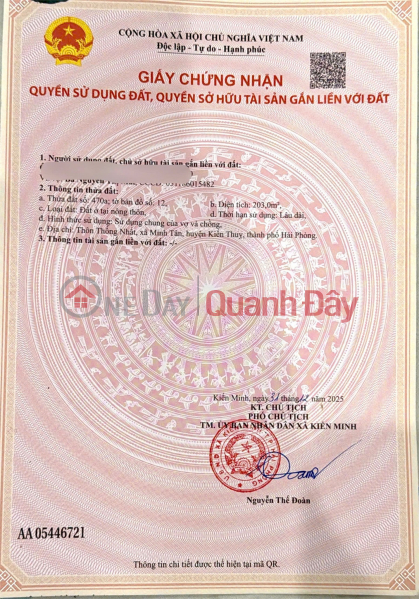 CỘNG HÒA XÃ HỘI CHỦ NGHĨA VIỆT NAM
Độc lập - Tự do - Hạnh phúc
GIẤY CHỨNG NHẬN
QUYỀN SỬ DỤNG ĐẤT, QUYỀN SỞ HỮU TÀI SẢN GẮN LIỀN VỚI ĐẤT
1. Người sử dụng đất, chủ sở hữu tài sản gắn liền với đất:
2. Thông tin thửa đất:
a. Thửa đất số: 470a; tờ bản đồ số: 12, b. Diện tích: 203,0m²,
c. Loại đất: Đất ở tại nông thôn, d. Thời hạn sử dụng: Lâu dài,
đ. Hình thức sử dụng: Sử dụng chung của vợ và chồng,
e. Địa chỉ: Thôn Thống Nhất, xã Minh Tân, huyện Kiến Thụy, thành phố Hải Phòng.
3. Thông tin tài sản gắn liền với đất: -/-
ONE DAY Quanh Đây
Kiến Minh, ngày 31 tháng 12 năm 2025
KT. CHỦ TỊCH
PHÓ CHỦ TỊCH
TM. ỦY BAN NHÂN DÂN XÃ KIẾN MINH
Nguyễn Thế Đoàn
AA 05446721
Thông tin chi tiết được thể hiện tại mã QR.